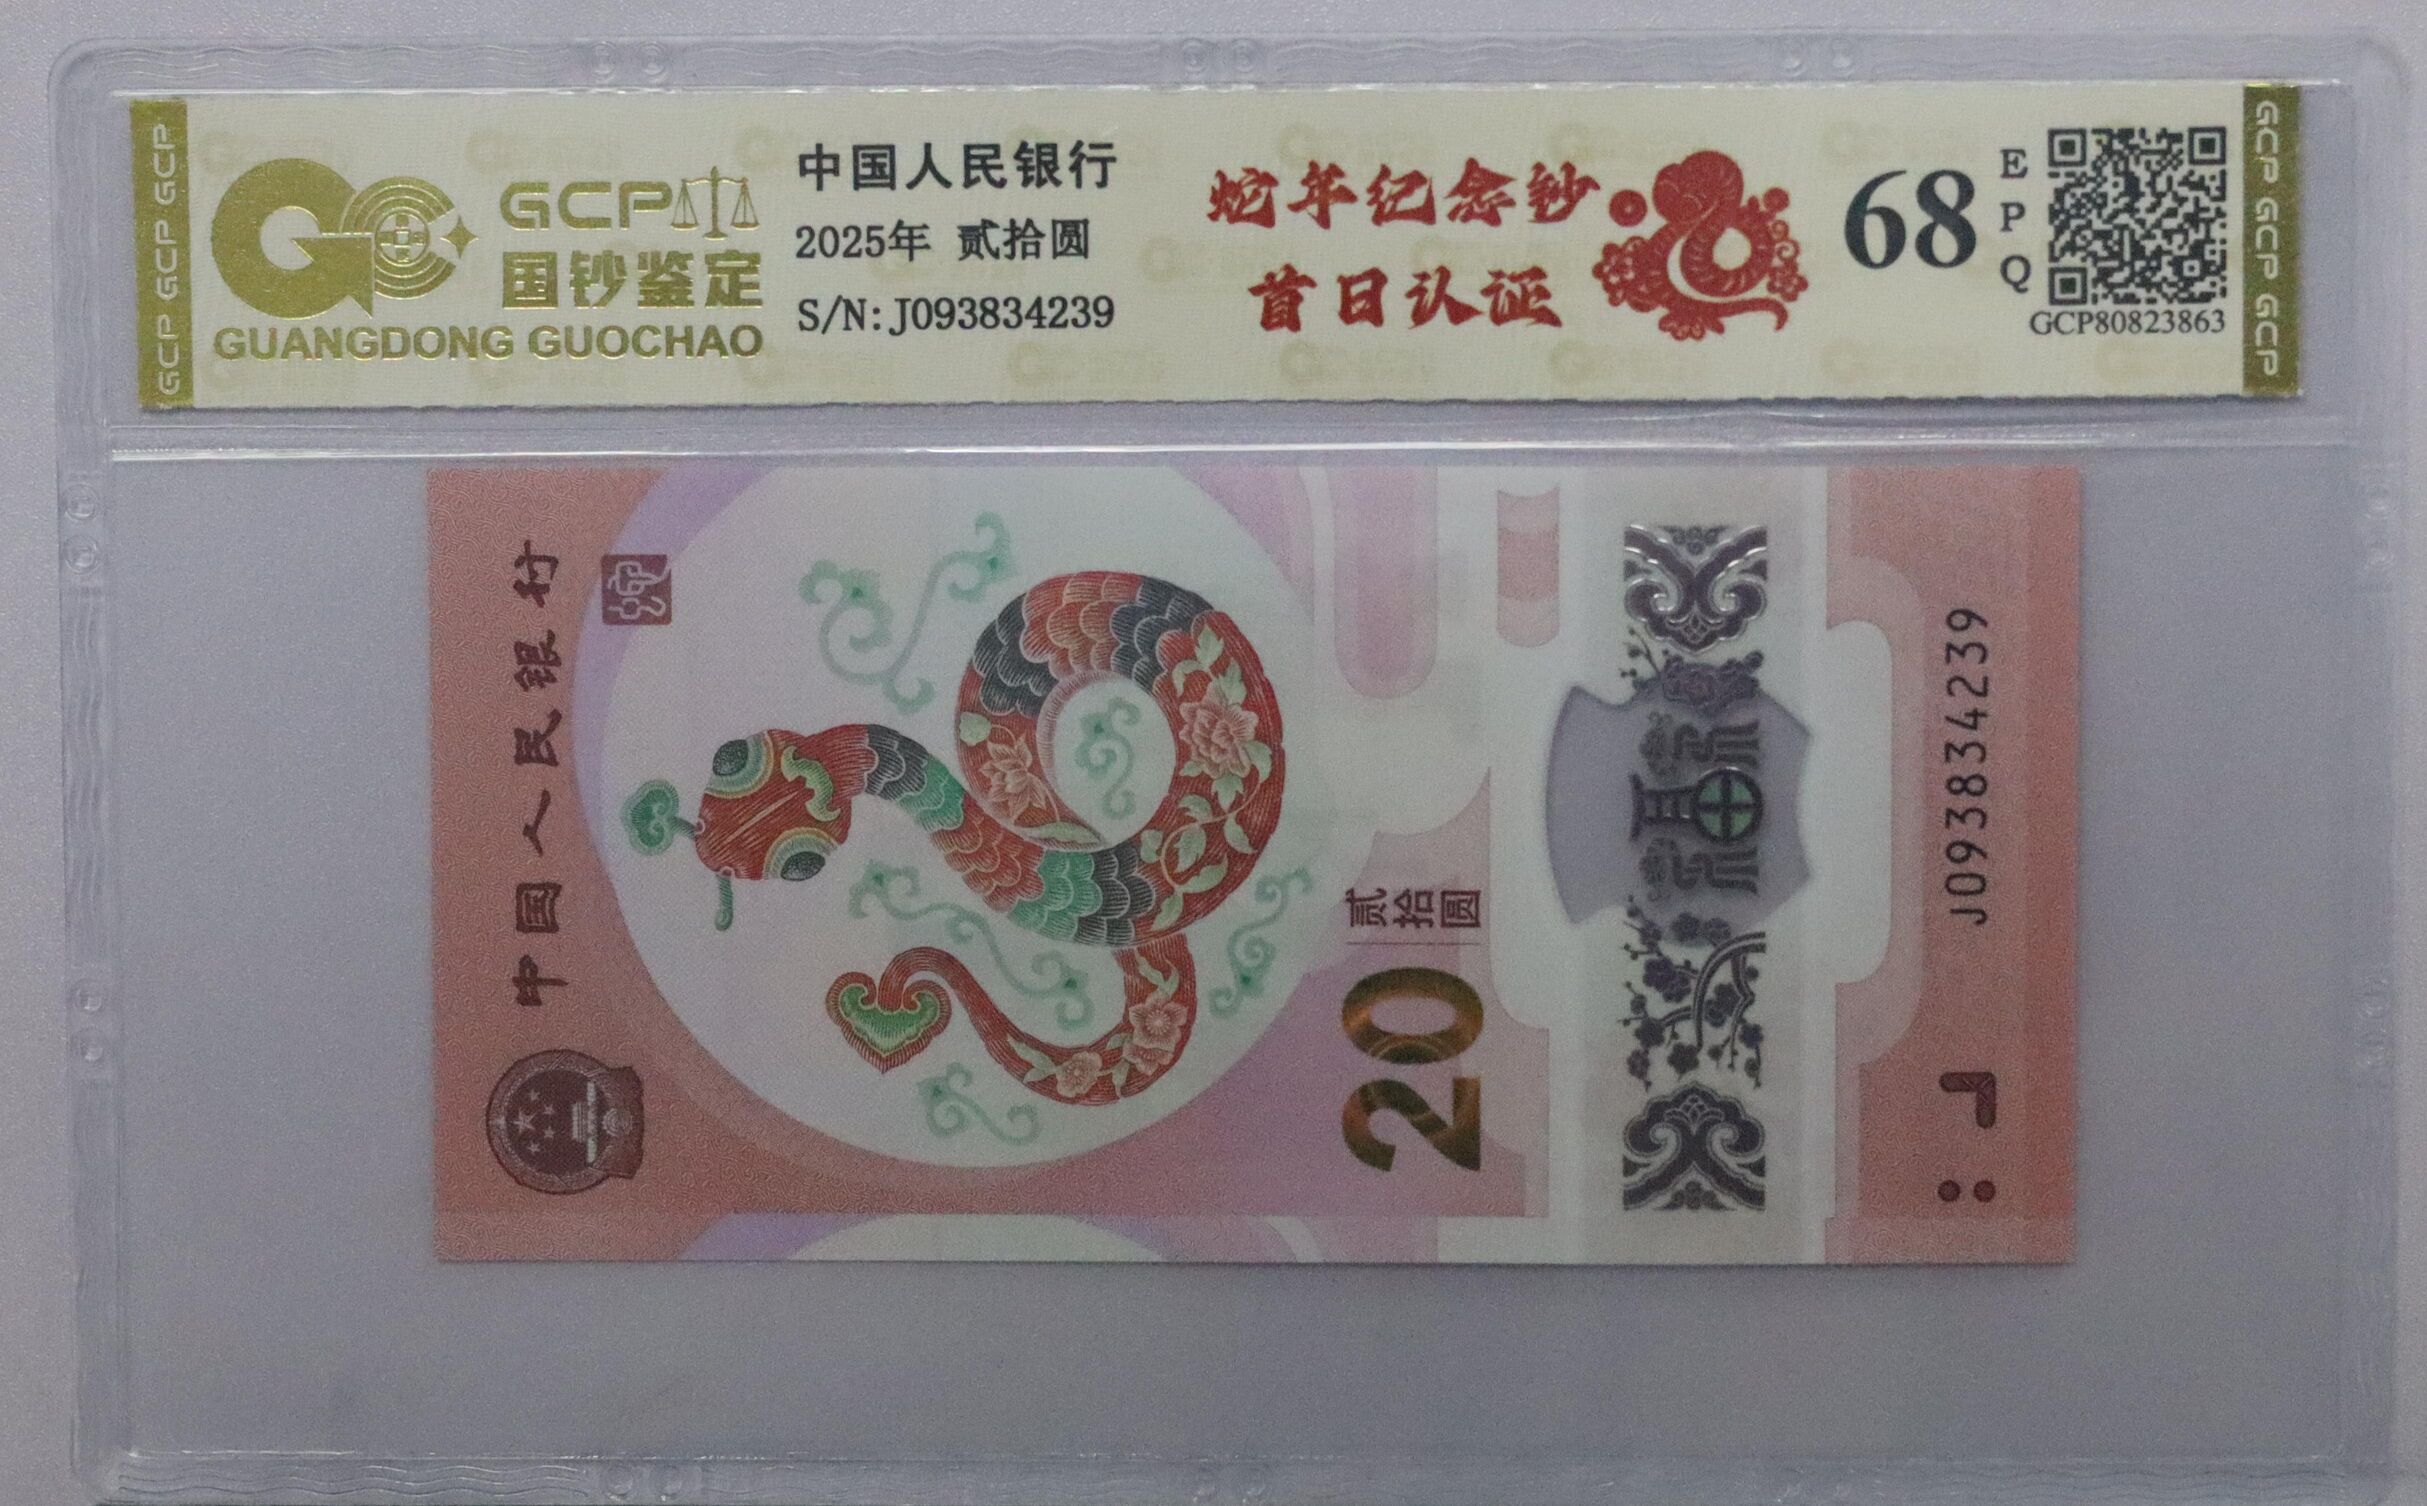 GCP GCP GCP
GCP
国钞鉴定
GUANGDONG GUOCHAO
中国人民银行
2025年 贰拾圆
S/N: J093834239
蛇年纪念钞
首日认证
68
EPQ
GCP80823863
GCP GCP GCP GCP
中国人民银行
20
贰拾圆
福
J093834239